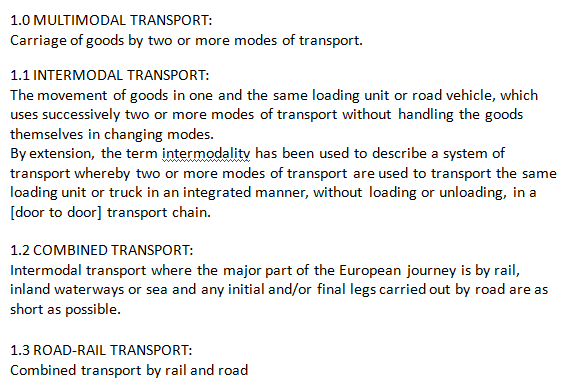 1.0 MULTIMODAL TRANSPORT:
Carriage of goods by two or more modes of transport.
1.1 INTERMODAL TRANSPORT:
The movement of goods in one and the same loading unit or road vehicle, which
uses successively two or more modes of transport without handling the goods
themselves in changing modes.
By extension, the term intermodality has been used to describe a system of
transport whereby two or more modes of transport are used to transport the same
loading unit or truck in an integrated manner, without loading or unloading, in a
[door to door] transport chain.
1.2 COMBINED TRANSPORT:
Intermodal transport where the major part of the European journey is by rail,
inland waterways or sea and any initial and/or final legs carried out by road are as
short as possible.
1.3 ROAD-RAIL TRANSPORT:
Combined transport by rail and road